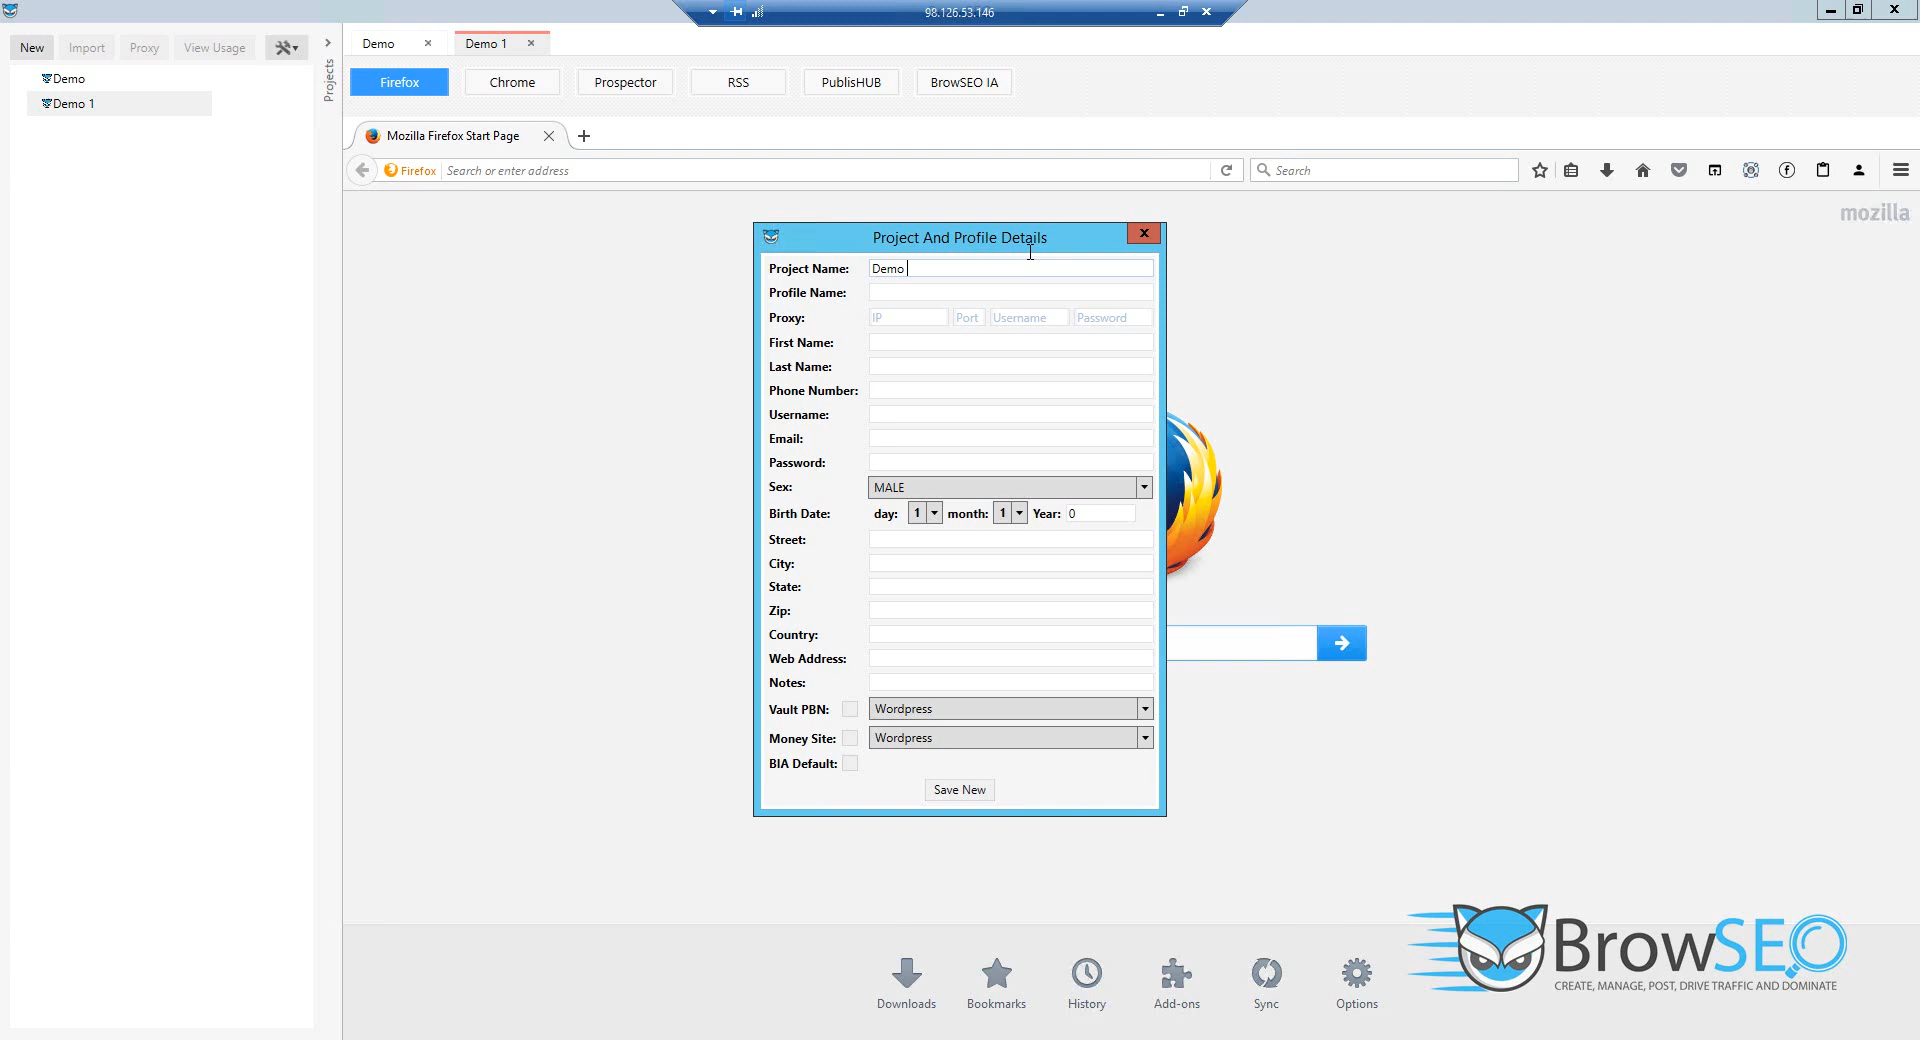 98.126.53.146
New Import Proxy View Usage
Demo
Demo 1
Projects
Demo Demo 1
Firefox Chrome Prospector RSS PublisHUB BrowSEO IA
Mozilla Firefox Start Page
Firefox Search or enter address Search
mozilla
Project And Profile Details
Project Name: Demo
Profile Name:
Proxy: IP Port Username Password
First Name:
Last Name:
Phone Number:
Username:
Email:
Password:
Sex: MALE
Birth Date: day: 1 month: 1 Year: 0
Street:
City:
State:
Zip:
Country:
Web Address:
Notes:
Vault PBN: Wordpress
Money Site: Wordpress
BIA Default:
Save New
Downloads Bookmarks History Add-ons Sync Options
BrowSEO
CREATE, MANAGE, POST, DRIVE TRAFFIC AND DOMINATE